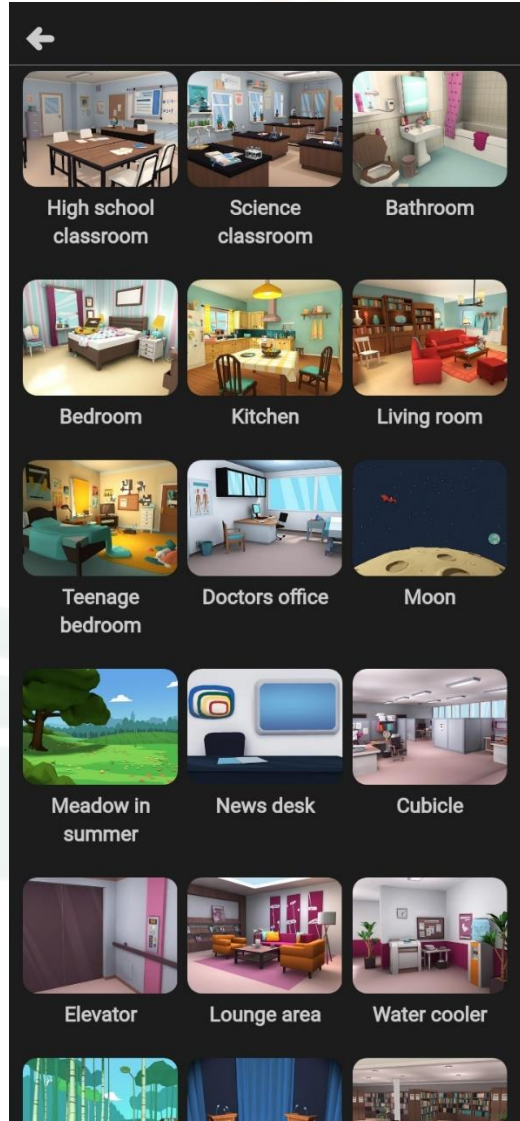 High school
classroom
Science
classroom
Bathroom
Bedroom
Kitchen
Living room
Teenage
bedroom
Doctors office
Moon
Meadow in
summer
News desk
Cubicle
Elevator
Lounge area
Water cooler